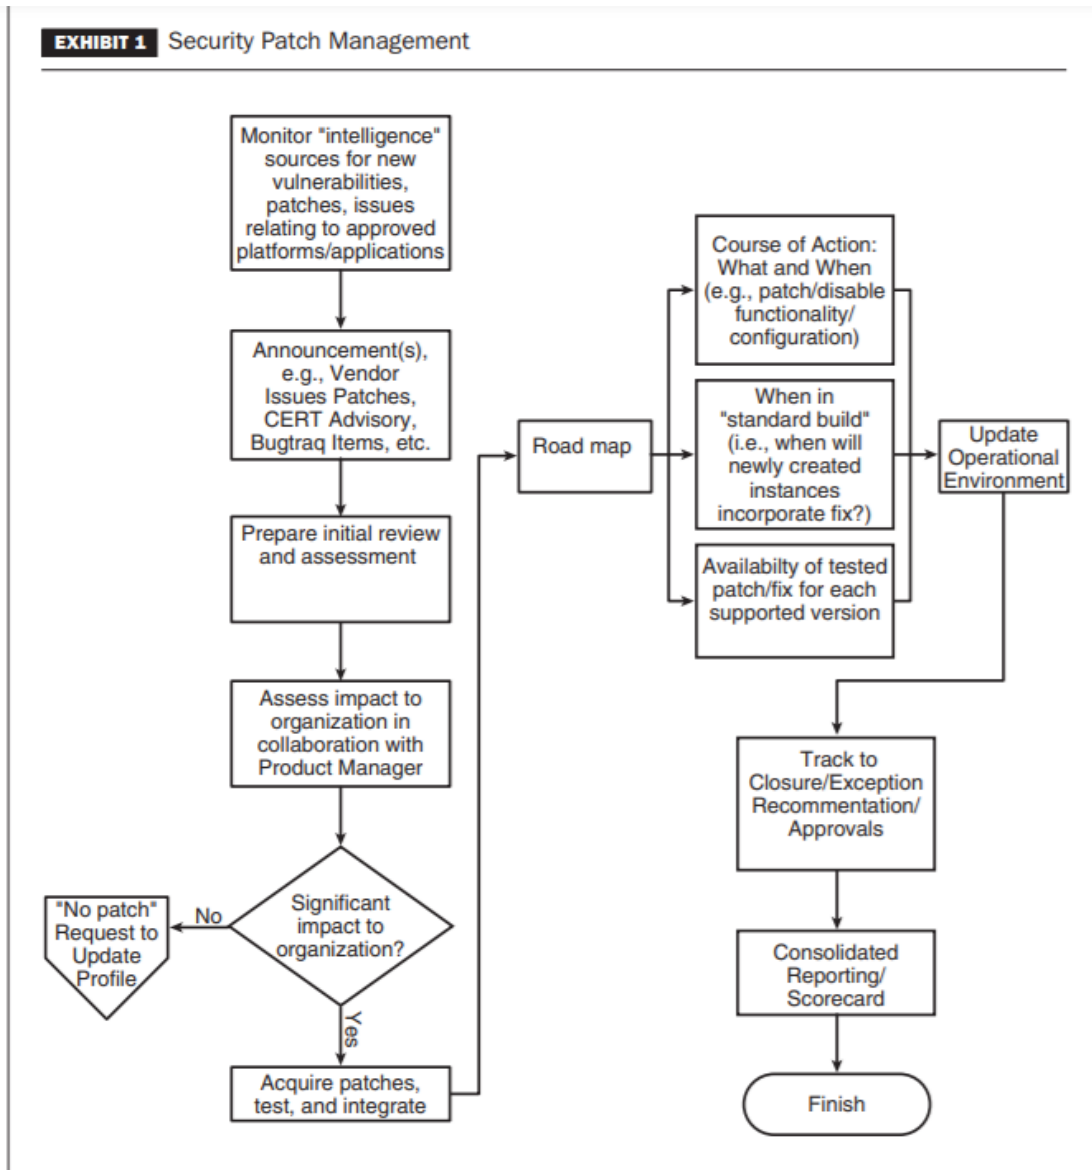 EXHIBIT 1 Security Patch Management
Monitor "intelligence"
sources for new
vulnerabilities,
patches, issues
relating to approved
platforms/applications
Announcement(s),
e.g., Vendor
Issues Patches,
CERT Advisory,
Bugtraq Items, etc.
Prepare initial review
and assessment
Assess impact to
organization in
collaboration with
Product Manager
Significant
impact to
organization?
No
"No patch"
Request to
Update
Profile
Yes
Acquire patches,
test, and integrate
Road map
Course of Action:
What and When
(e.g., patch/disable
functionality/
configuration)
When in
"standard build"
(i.e., when will
newly created
instances
incorporate fix?)
Availabilty of tested
patch/fix for each
supported version
Update
Operational
Environment
Track to
Closure/Exception
Recommentation/
Approvals
Consolidated
Reporting/
Scorecard
Finish